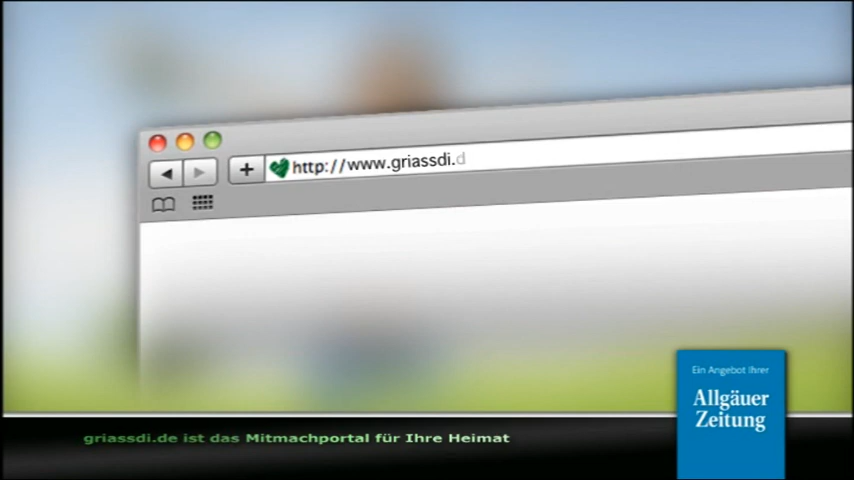 http://www.griassdi.d
Ein Angebot Ihrer
Allgäuer
Zeitung
griassdi.de ist das Mitmachportal für Ihre Heimat